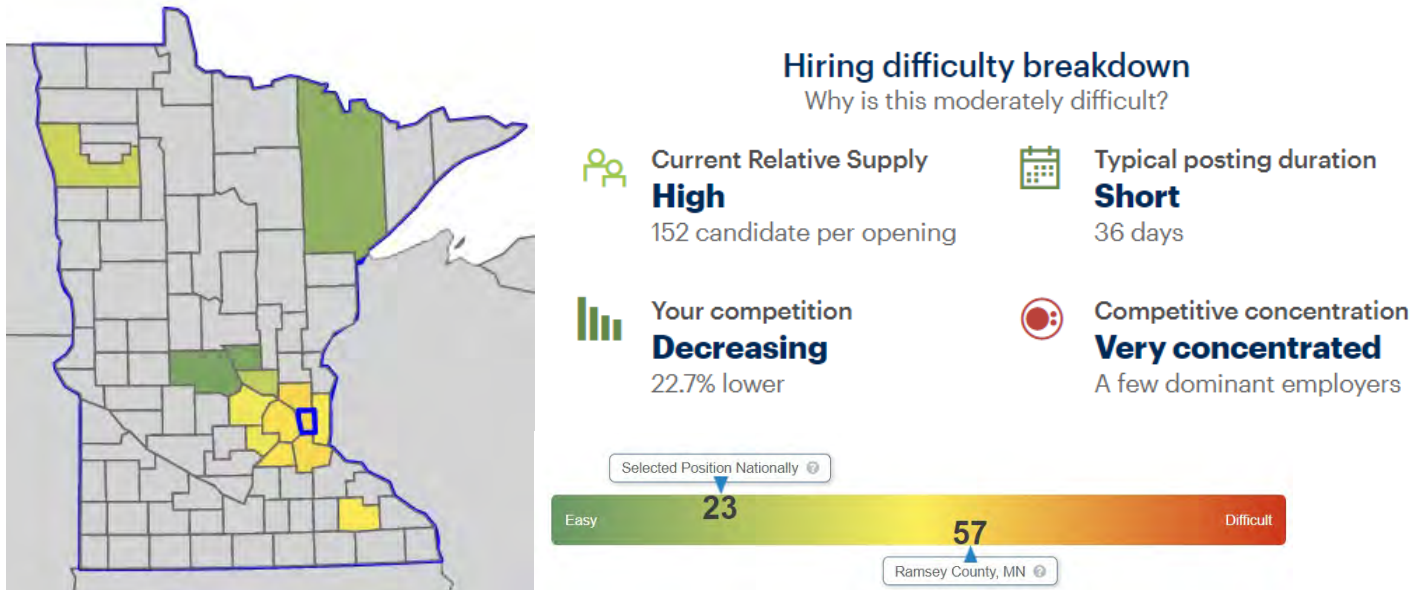 Hiring difficulty breakdown
Why is this moderately difficult?
Current Relative Supply
High
152 candidate per opening
Typical posting duration
Short
36 days
Your competition
Decreasing
22.7% lower
Competitive concentration
Very concentrated
A few dominant employers
Selected Position Nationally ?
23
Easy
Difficult
57
Ramsey County, MN ?